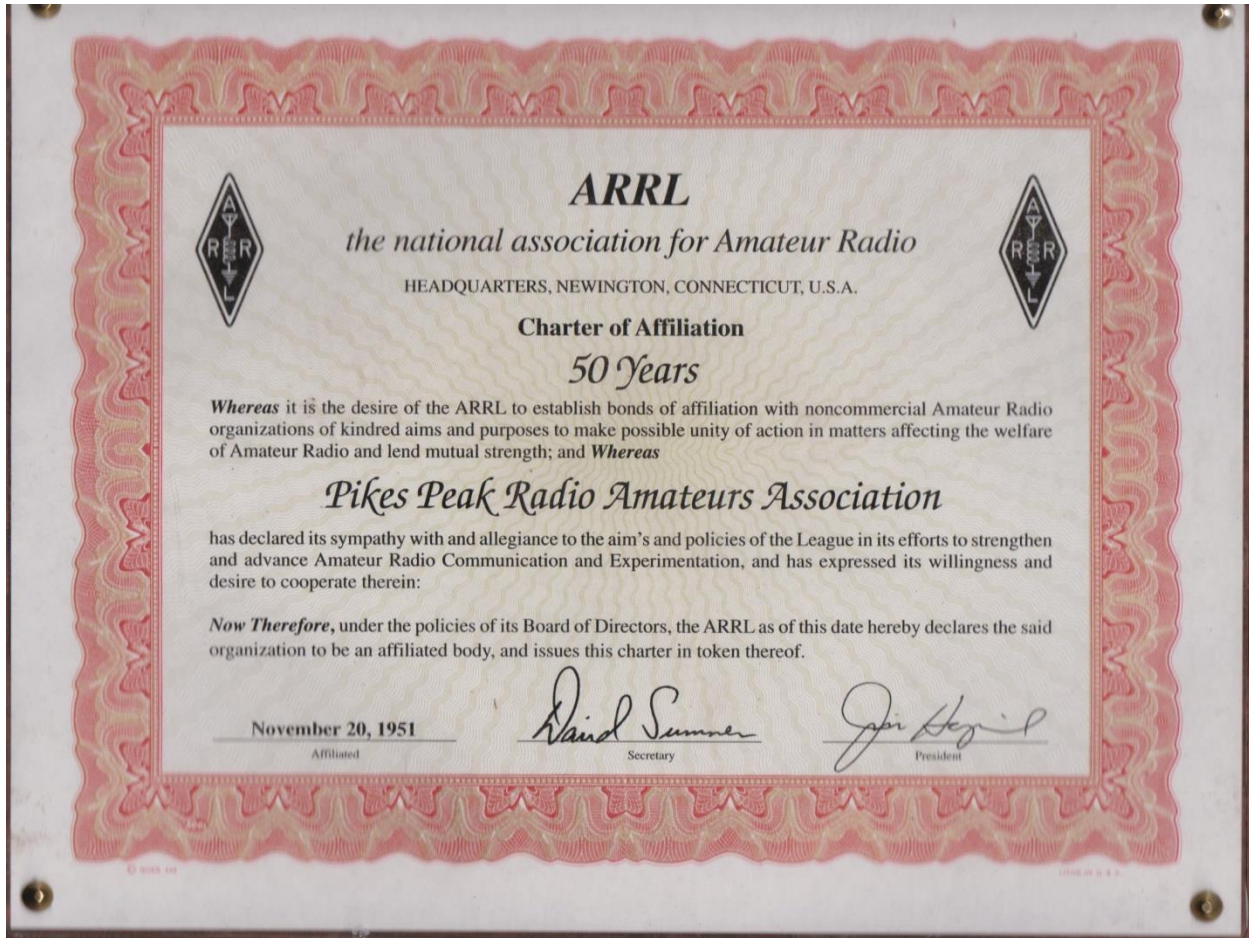 ARRL
the national association for Amateur Radio
HEADQUARTERS, NEWINGTON, CONNECTICUT, U.S.A.
A
R R
L
A
R R
L
Charter of Affiliation
50 Years
Whereas it is the desire of the ARRL to establish bonds of affiliation with noncommercial Amateur Radio
organizations of kindred aims and purposes to make possible unity of action in matters affecting the welfare
of Amateur Radio and lend mutual strength; and Whereas
Pikes Peak Radio Amateurs Association
has declared its sympathy with and allegiance to the aim's and policies of the League in its efforts to strengthen
and advance Amateur Radio Communication and Experimentation, and has expressed its willingness and
desire to cooperate therein:
Now Therefore, under the policies of its Board of Directors, the ARRL as of this date hereby declares the said
organization to be an affiliated body, and issues this charter in token thereof.
November 20, 1951 David Sumner Jim
Affiliated Secretary President
LITHO. IN U.S.A.